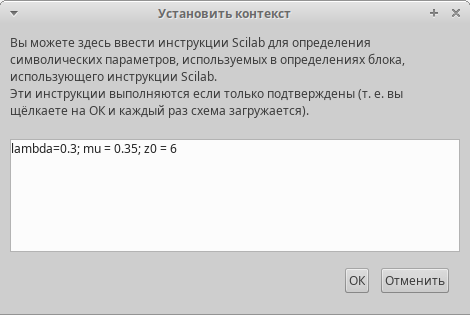 Установить контекст
Вы можете здесь ввести инструкции Scilab для определения
символических параметров, используемых в определениях блока,
использующего инструкции Scilab.
Эти инструкции выполняются если только подтверждены (т. е. вы
щёлкаете на ОК и каждый раз схема загружается).
lambda=0.3; mu = 0.35; z0 = 6
ОК Отменить